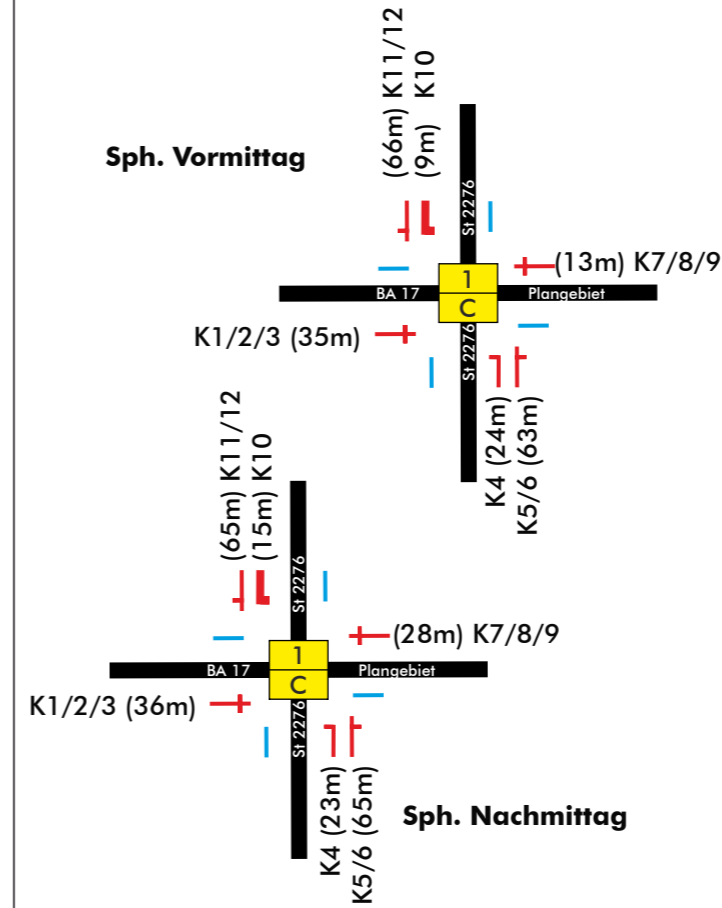 Sph. Vormittag
(66m) K11/12
(9m) K10
St 2276
(13m) K7/8/9
1
BA 17
Plangebiet
C
K1/2/3 (35m)
St 2276
K4 (24m)
K5/6 (63m)
(65m) K11/12
(15m) K10
St 2276
(28m) K7/8/9
1
BA 17
Plangebiet
C
K1/2/3 (36m)
St 2276
K4 (23m)
K5/6 (65m)
Sph. Nachmittag